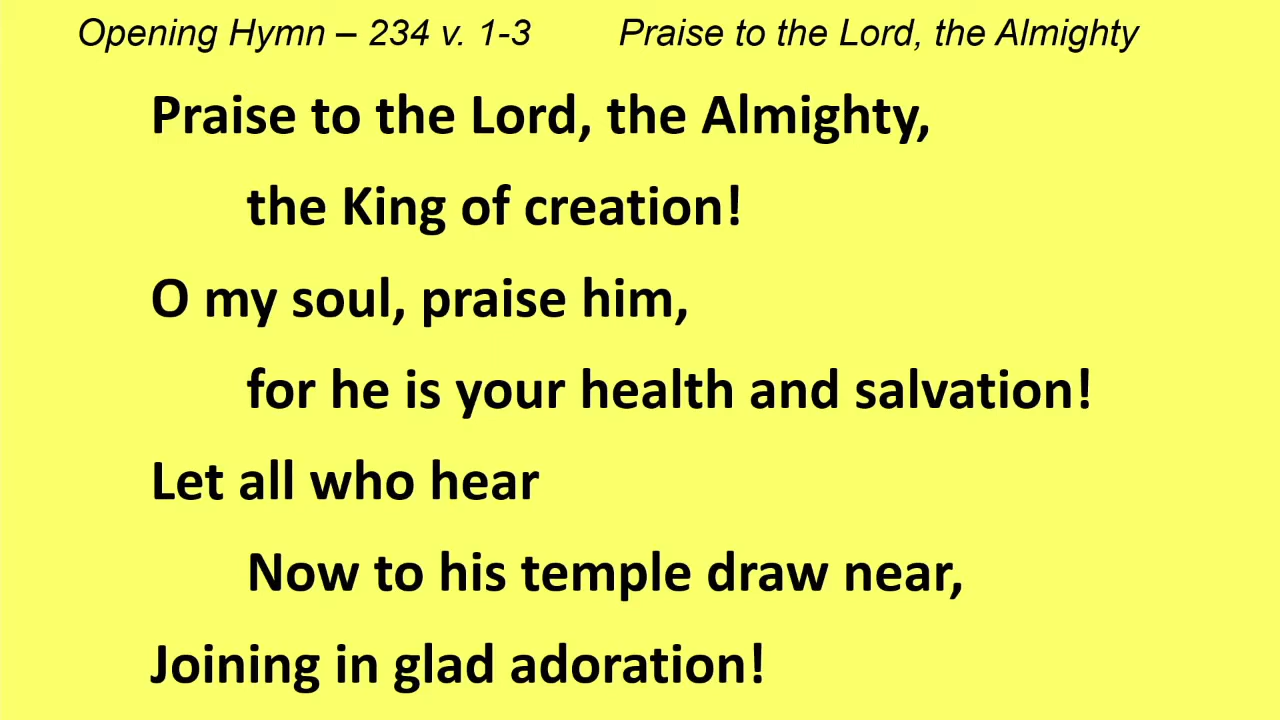 Opening Hymn – 234 v. 1-3 Praise to the Lord, the Almighty
Praise to the Lord, the Almighty,
the King of creation!
O my soul, praise him,
for he is your health and salvation!
Let all who hear
Now to his temple draw near,
Joining in glad adoration!